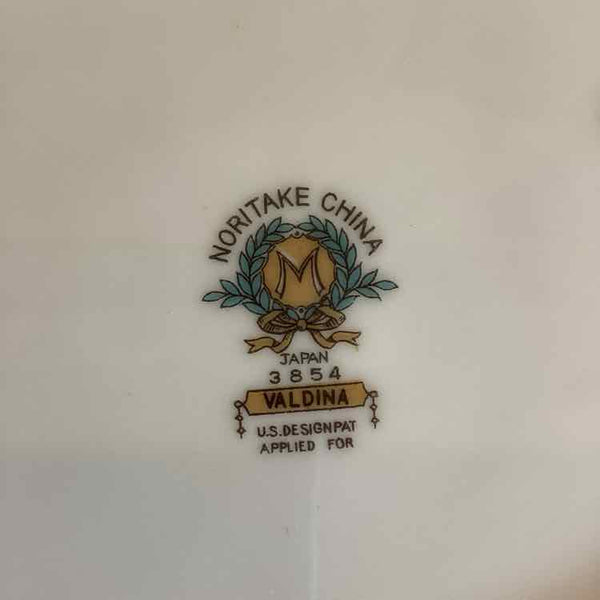 NORITAKE CHINA
M
JAPAN
3854
VALDINA
U.S.DESIGN PAT
APPLIED FOR